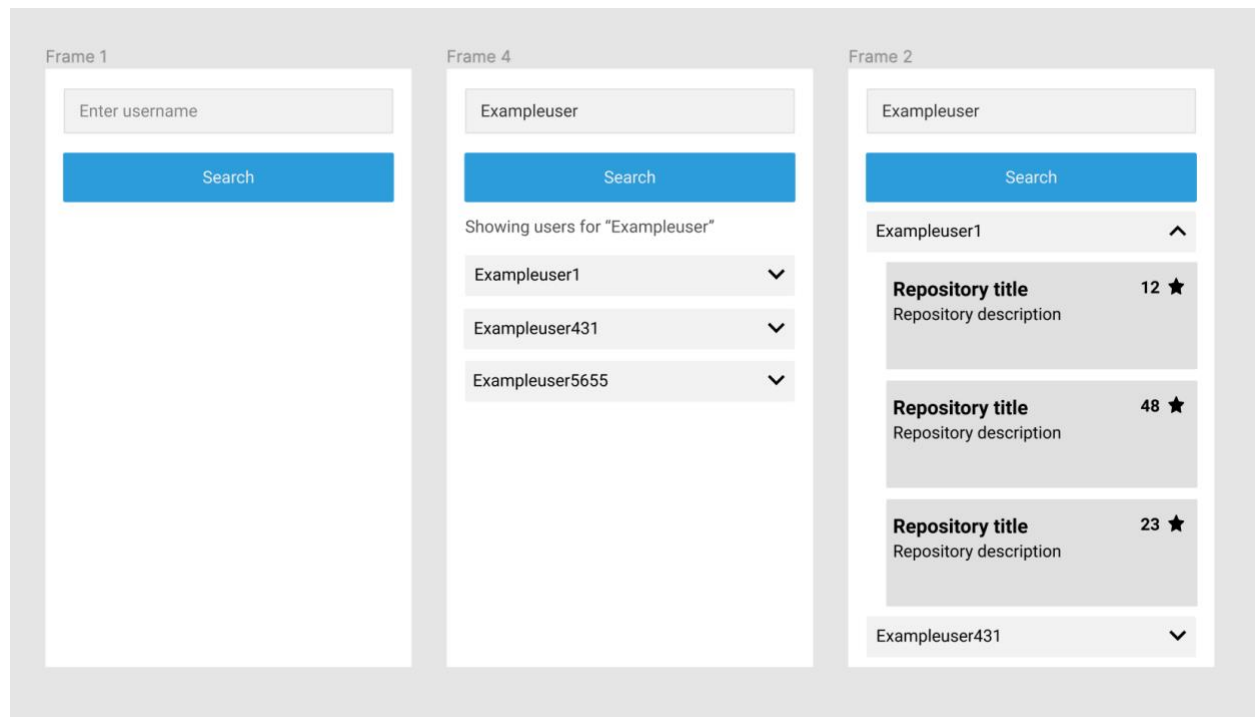 Frame 1
Enter username
Search
Frame 4
Exampleuser
Search
Showing users for “Exampleuser”
Exampleuser1
Exampleuser431
Exampleuser5655
Frame 2
Exampleuser
Search
Exampleuser1
Repository title 12
Repository description
Repository title 48
Repository description
Repository title 23
Repository description
Exampleuser431